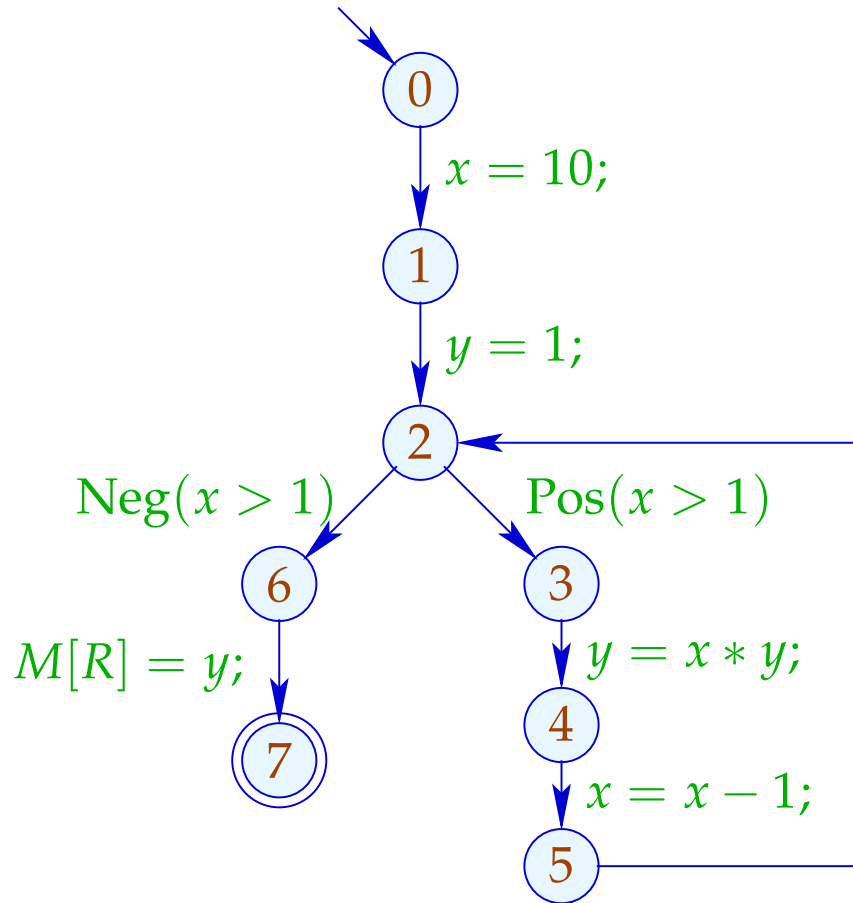 0
x = 10;
1
y = 1;
2
Neg(x > 1)
Pos(x > 1)
6
3
M[R] = y;
y = x ∗ y;
7
4
x = x − 1;
5